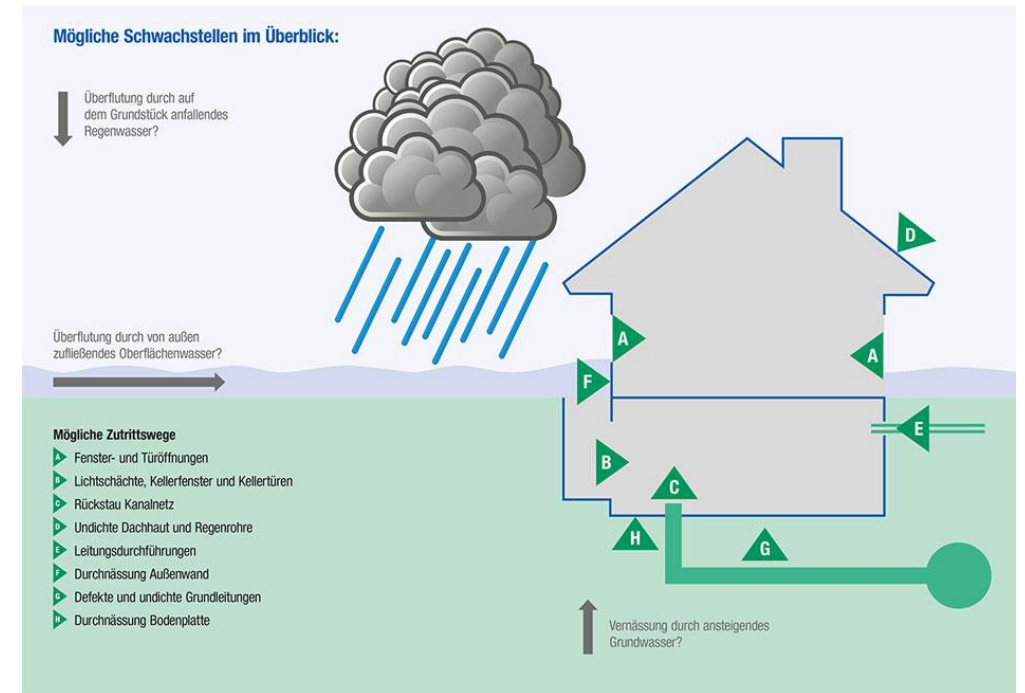 Mögliche Schwachstellen im Überblick:
Überflutung durch auf
dem Grundstück anfallendes
Regenwasser?
D
Überflutung durch von außen
zufließendes Oberflächenwasser?
A
A
F
E
Mögliche Zutrittswege
A Fenster- und Türöffnungen
B Lichtschächte, Kellerfenster und Kellertüren
C Rückstau Kanalnetz
D Undichte Dachhaut und Regenrohre
E Leitungsdurchführungen
F Durchnässung Außenwand
G Defekte und undichte Grundleitungen
H Durchnässung Bodenplatte
B
C
H
G
Vernässung durch ansteigendes
Grundwasser?